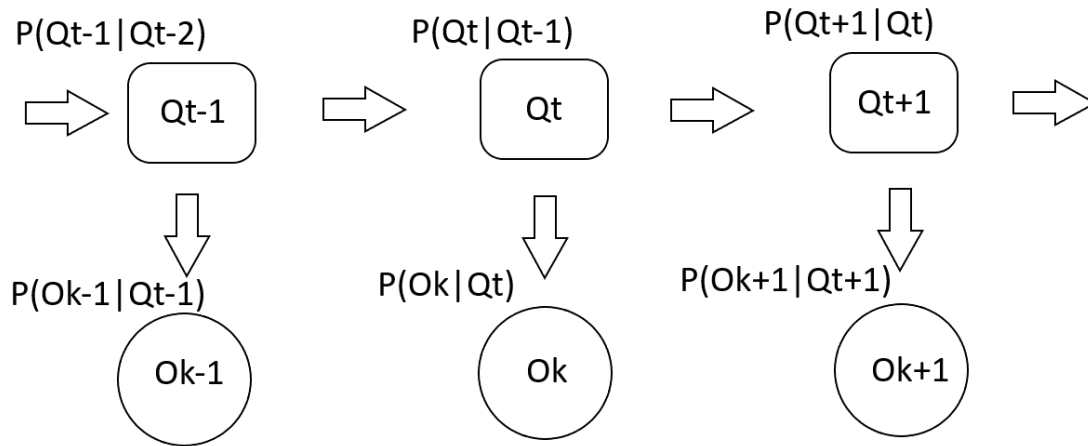 P(Qt-1|Qt-2)
P(Qt|Qt-1)
P(Qt+1|Qt)
Qt-1
Qt
Qt+1
P(Ok-1|Qt-1)
P(Ok|Qt)
P(Ok+1|Qt+1)
Ok-1
Ok
Ok+1